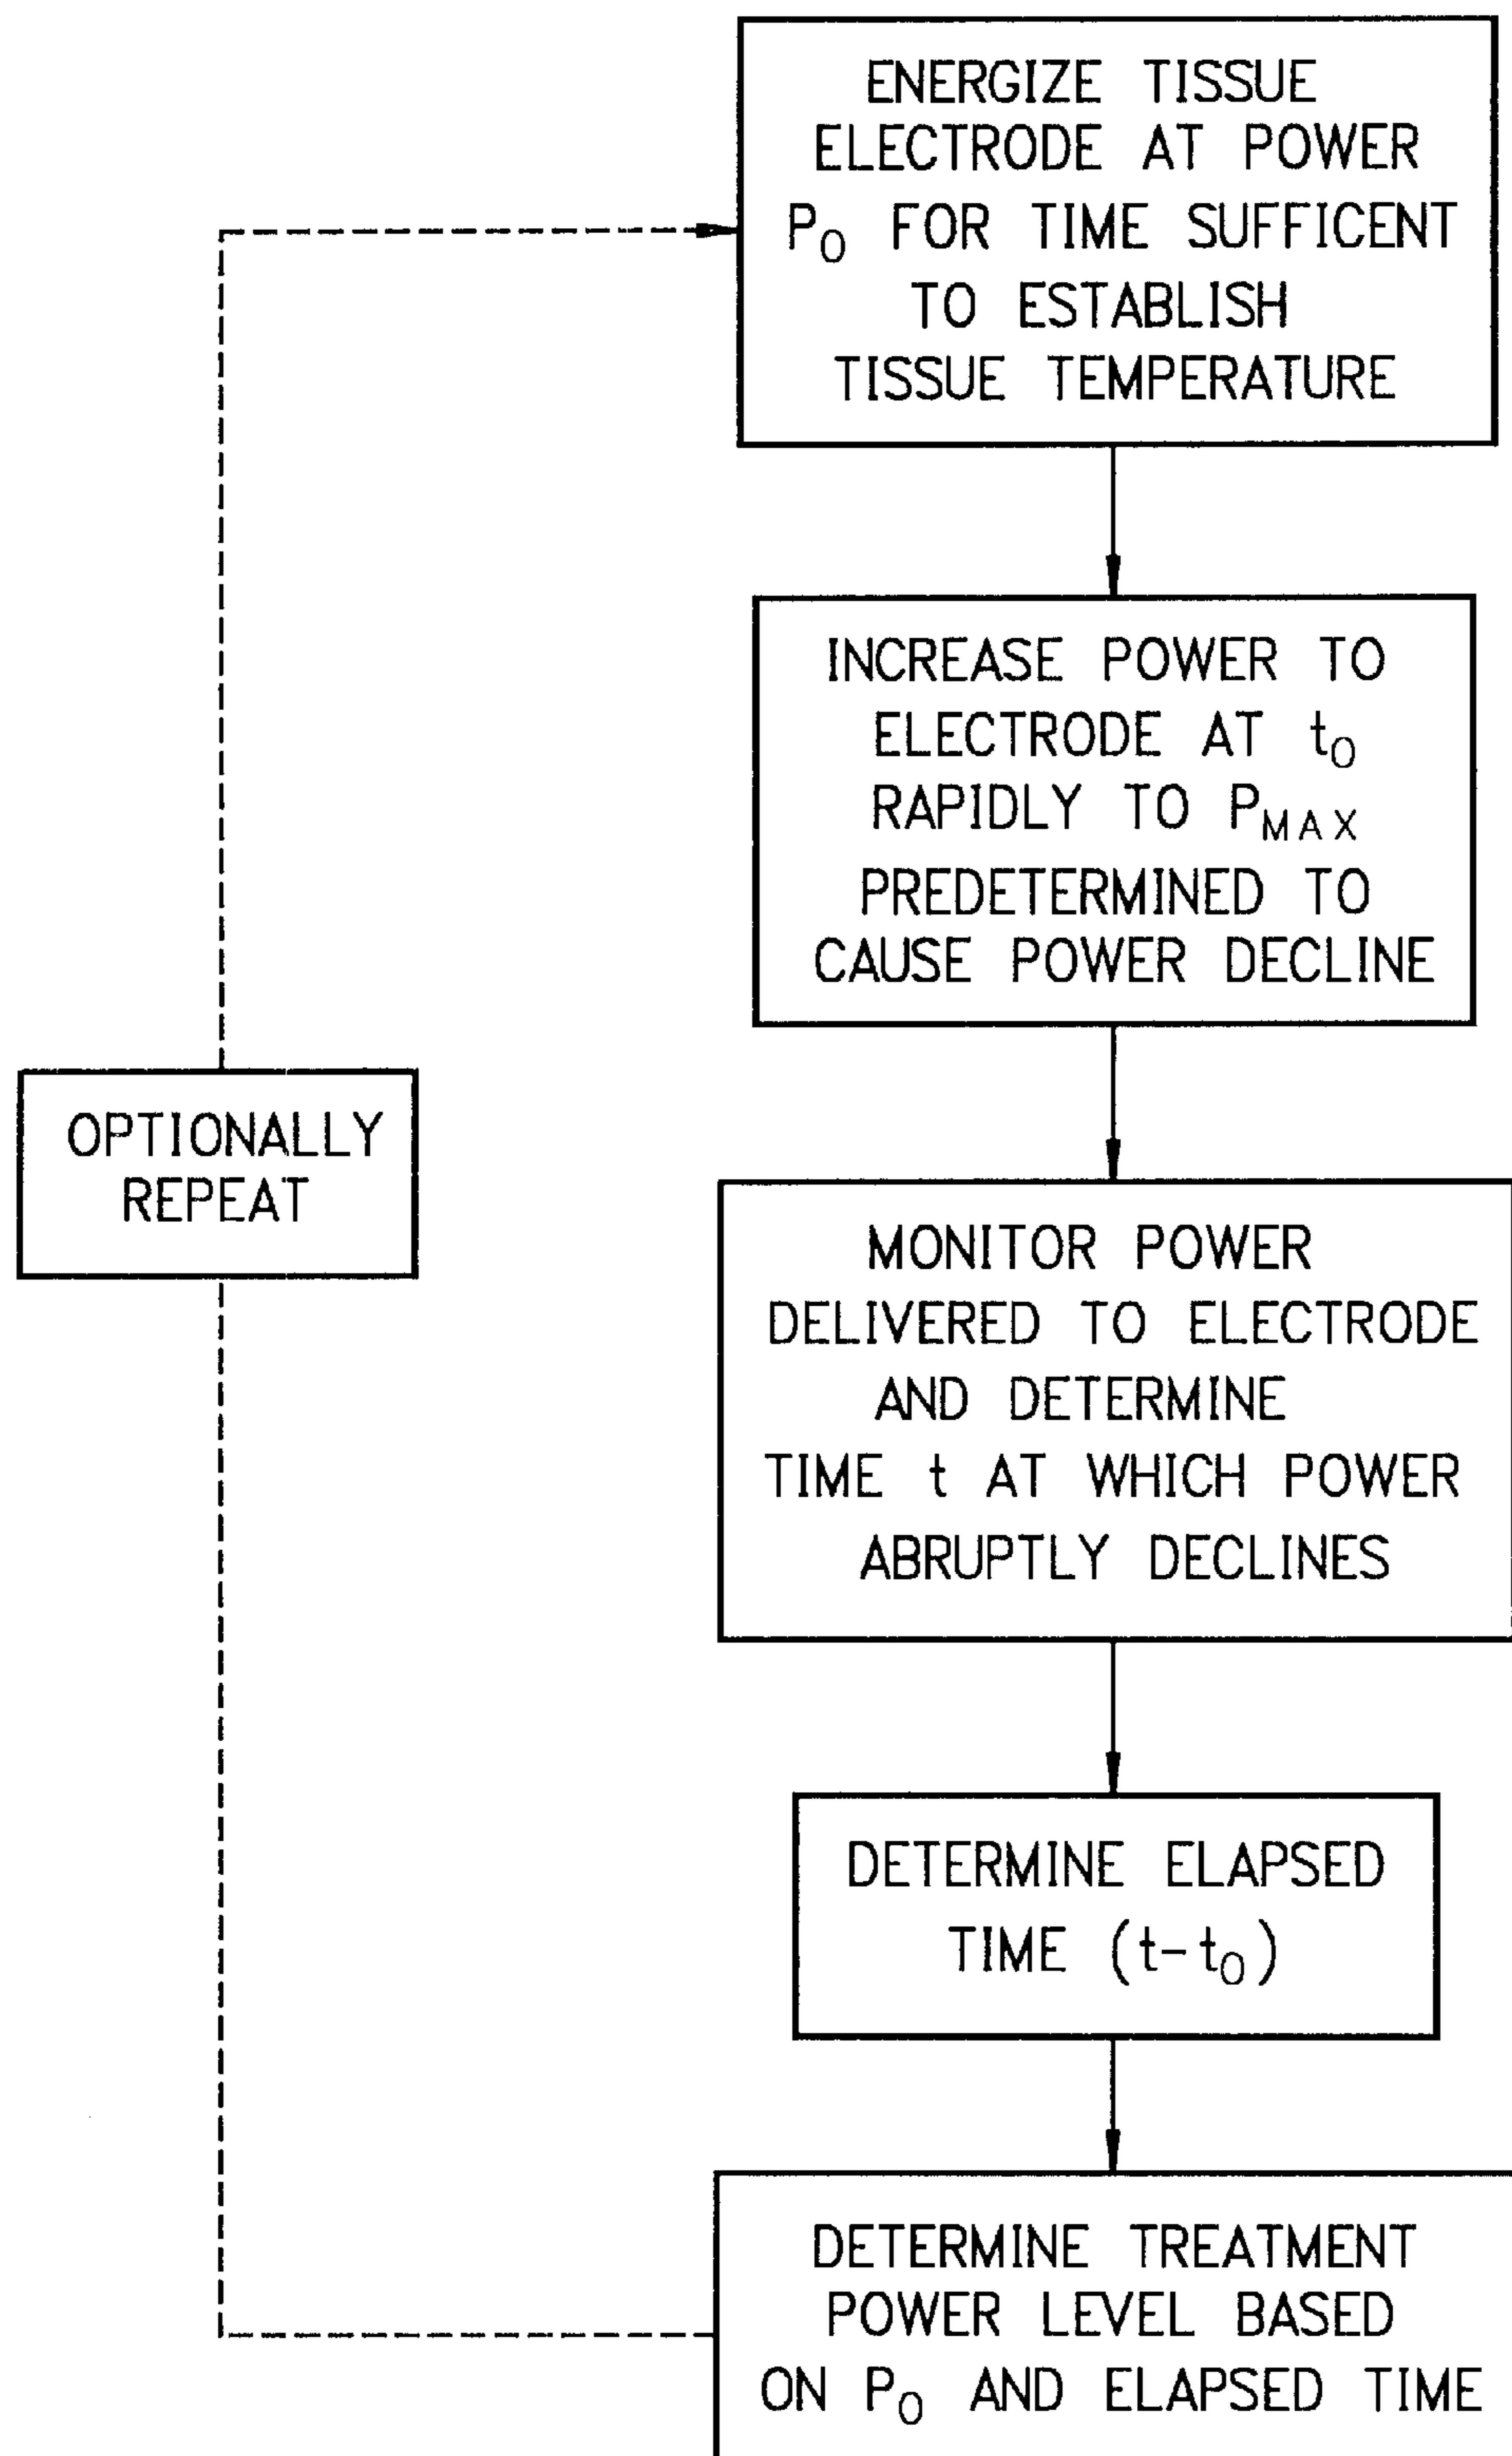 ENERGIZE TISSUE
ELECTRODE AT POWER
P0 FOR TIME SUFFICENT
TO ESTABLISH
TISSUE TEMPERATURE
INCREASE POWER TO
ELECTRODE AT t0
RAPIDLY TO PMAX
PREDETERMINED TO
CAUSE POWER DECLINE
OPTIONALLY
REPEAT
MONITOR POWER
DELIVERED TO ELECTRODE
AND DETERMINE
TIME t AT WHICH POWER
ABRUPTLY DECLINES
DETERMINE ELAPSED
TIME (t-t0)
DETERMINE TREATMENT
POWER LEVEL BASED
ON P0 AND ELAPSED TIME